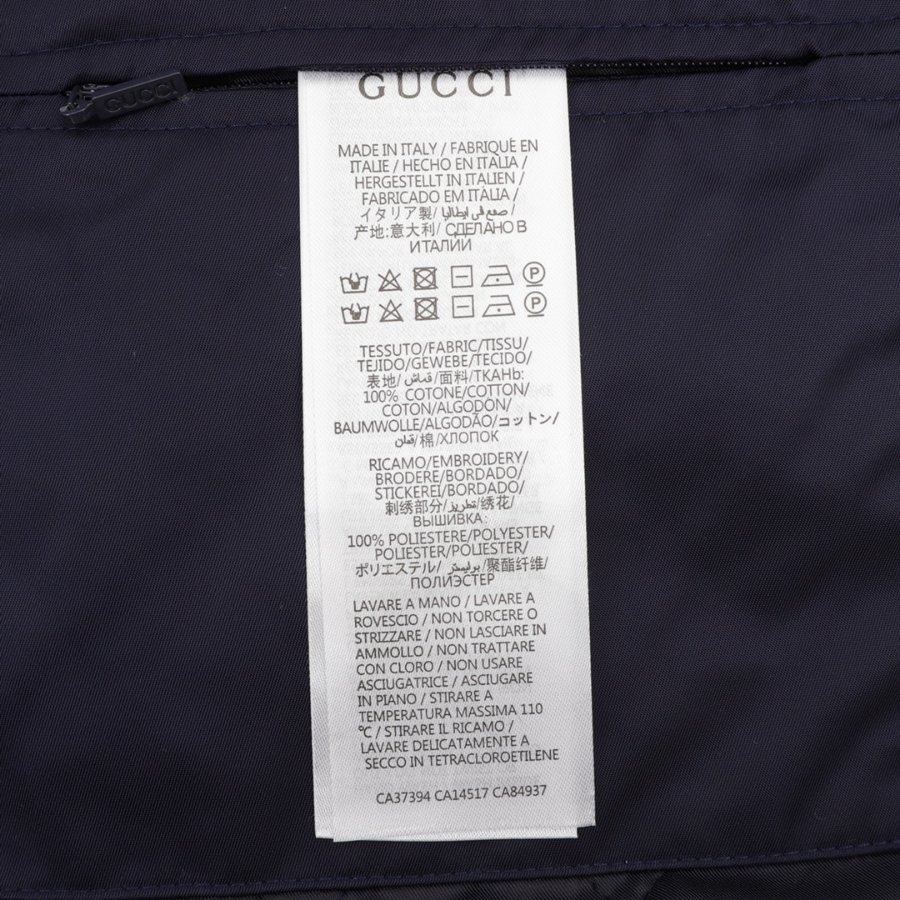 GUCCI
GUCCI
MADE IN ITALY / FABRIQUÉ EN
ITALIE / HECHO EN ITALIA /
HERGESTELLT IN ITALIEN /
FABRICADO EM ITÁLIA /
イタリア製 / صنع في إيطاليا /
产地:意大利 / СДЕЛАНО В
ИТАЛИИ
P
P
TESSUTO/FABRIC/TISSU/
TEJIDO/GEWEBE/TECIDO/
表地/ قماش /面料/ТКАНЬ:
100% COTONE/COTTON/
COTON/ALGODÓN/
BAUMWOLLE/ALGODÃO/コットン/
قطن/棉/ХЛОПОК
RICAMO/EMBROIDERY/
BRODERE/BORDADO/
STICKEREI/BORDADO/
刺绣部分/تطريز/绣花/
ВЫШИВКА:
100% POLIESTERE/POLYESTER/
POLIESTER/POLIESTER/
ポリエステル/ بوليستر/聚酯纤维/
ПОЛИЭСТЕР
LAVARE A MANO / LAVARE A
ROVESCIO / NON TORCERE O
STRIZZARE / NON LASCIARE IN
AMMOLLO / NON TRATTARE
CON CLORO / NON USARE
ASCIUGATRICE / ASCIUGARE
IN PIANO / STIRARE A
TEMPERATURA MASSIMA 110
℃ / STIRARE IL RICAMO /
LAVARE DELICATAMENTE A
SECCO IN TETRACLOROETILENE
CA37394 CA14517 CA84937